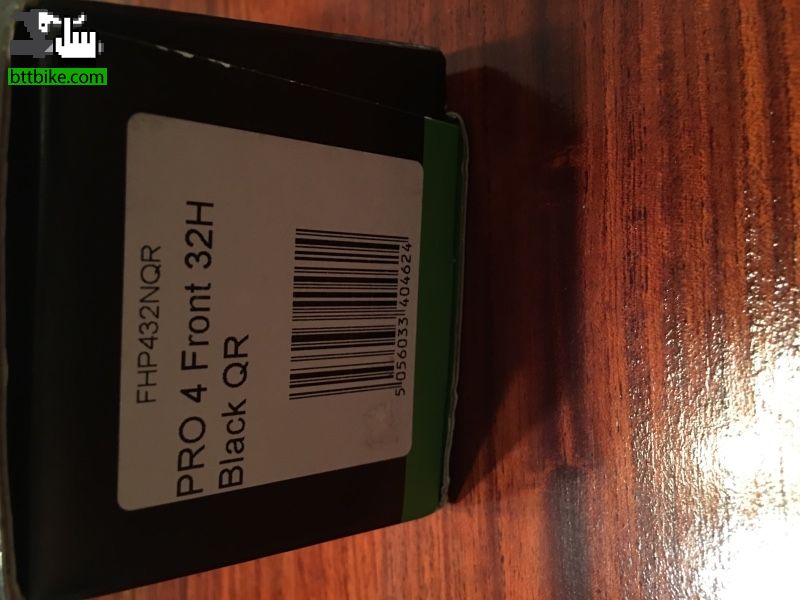 bttbike.com
FHP432NQR
PRO 4 Front 32H
Black QR
5 056033 404624